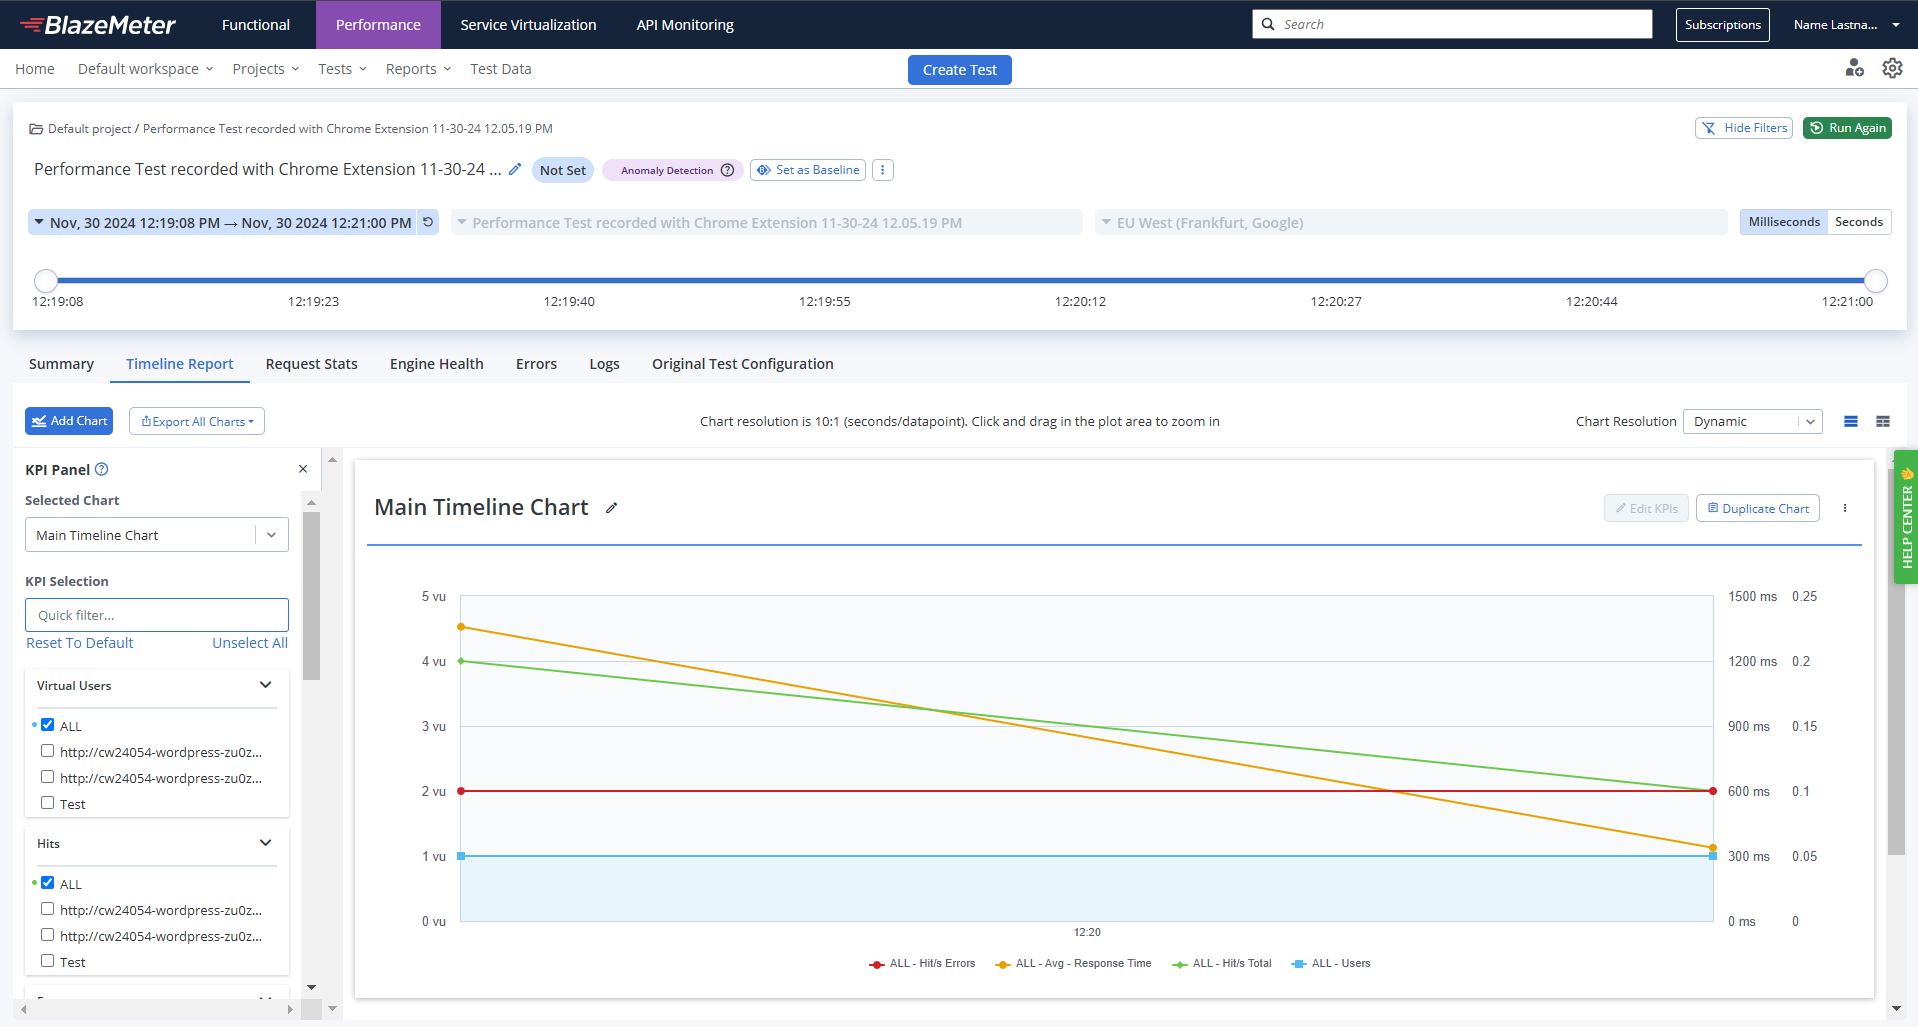 BlazeMeter
Functional
Performance
Service Virtualization
API Monitoring
Search
Subscriptions
Name Lastna...
Home
Default workspace
Projects
Tests
Reports
Test Data
Create Test
Default project / Performance Test recorded with Chrome Extension 11-30-24 12.05.19 PM
Hide Filters
Run Again
Performance Test recorded with Chrome Extension 11-30-24 ...
Not Set
Anomaly Detection
Set as Baseline
Nov, 30 2024 12:19:08 PM → Nov, 30 2024 12:21:00 PM
Performance Test recorded with Chrome Extension 11-30-24 12.05.19 PM
EU West (Frankfurt, Google)
Milliseconds
Seconds
12:19:08
12:19:23
12:19:40
12:19:55
12:20:12
12:20:27
12:20:44
12:21:00
Summary
Timeline Report
Request Stats
Engine Health
Errors
Logs
Original Test Configuration
Add Chart
Export All Charts
Chart resolution is 10:1 (seconds/datapoint). Click and drag in the plot area to zoom in
Chart Resolution
Dynamic
KPI Panel
Selected Chart
Main Timeline Chart
KPI Selection
Quick filter...
Reset To Default
Unselect All
Virtual Users
ALL
http://cw24054-wordpress-zu0z...
http://cw24054-wordpress-zu0z...
Test
Hits
ALL
http://cw24054-wordpress-zu0z...
http://cw24054-wordpress-zu0z...
Test
Main Timeline Chart
Edit KPIs
Duplicate Chart
HELP CENTER
5 vu
4 vu
3 vu
2 vu
1 vu
0 vu
1500 ms 0.25
1200 ms 0.2
900 ms 0.15
600 ms 0.1
300 ms 0.05
0 ms 0
12:20
ALL - Hit/s Errors
ALL - Avg - Response Time
ALL - Hit/s Total
ALL - Users